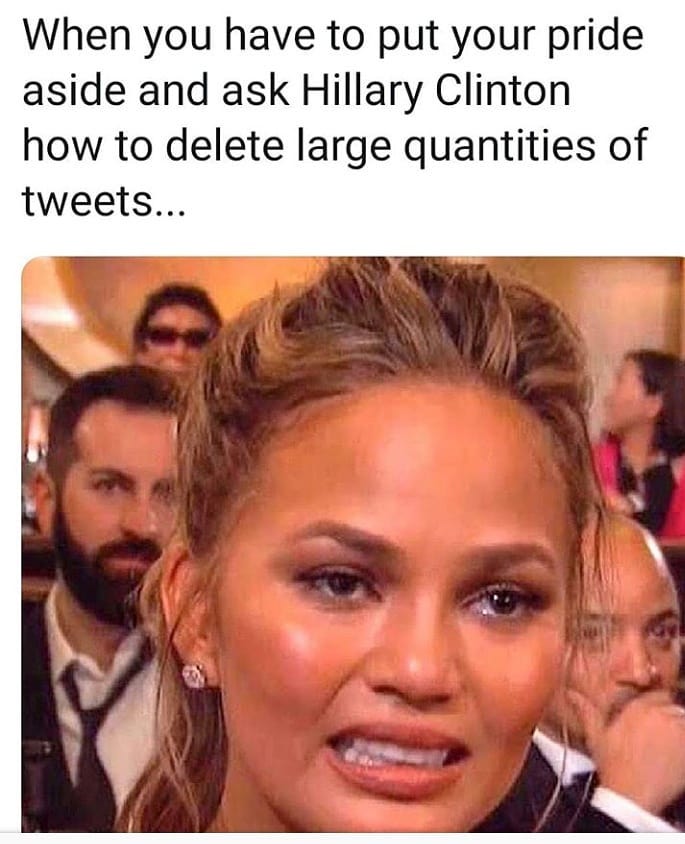 When you have to put your pride
aside and ask Hillary Clinton
how to delete large quantities of
tweets...